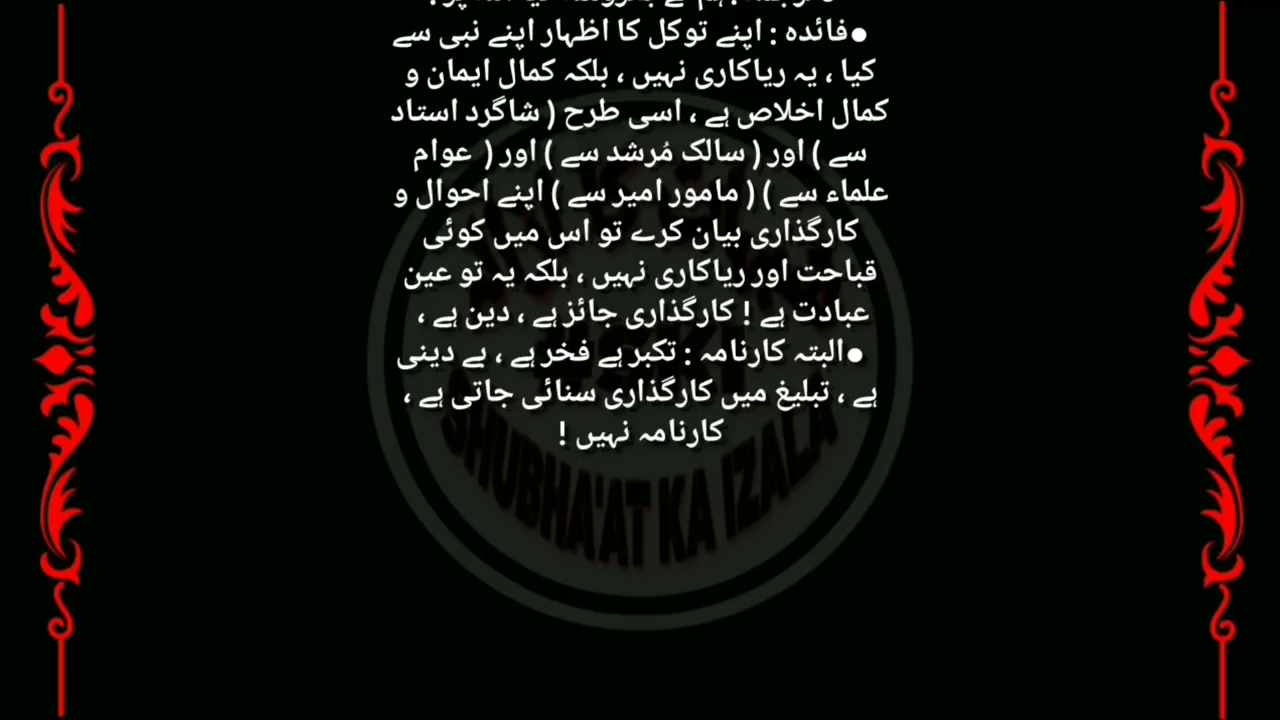 ●فائدہ : اپنے توکل کا اظہار اپنے نبی سے
کیا ، یہ ریاکاری نہیں ، بلکہ کمال ایمان و
کمال اخلاص ہے ، اسی طرح ( شاگرد استاد
سے ) اور ( سالک مُرشد سے ) اور ( عوام
علماء سے ) ( مامور امیر سے ) اپنے احوال و
کارگذاری بیان کرے تو اس میں کوئی
قباحت اور ریاکاری نہیں ، بلکہ یہ تو عین
عبادت ہے ! کارگذاری جائز ہے ، دین ہے ،
●البتہ کارنامہ : تکبر ہے فخر ہے ، بے دینی
ہے ، تبلیغ میں کارگذاری سنائی جاتی ہے ،
کارنامہ نہیں !
SHUBHA'AT KA IZALA